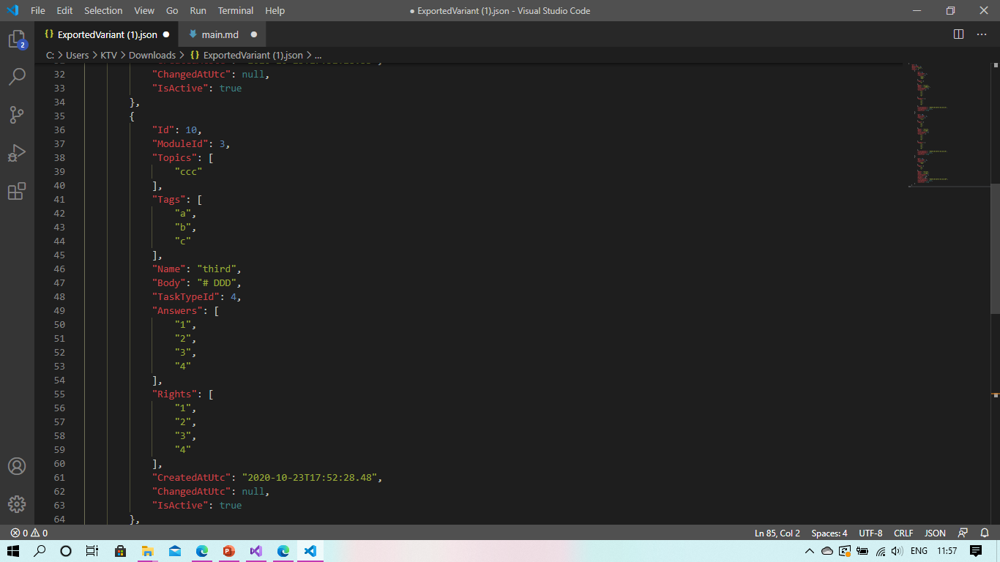 File Edit Selection View Go Run Terminal Help ● ExportedVariant (1).json - Visual Studio Code
{} ExportedVariant (1).json ● main.md ●
2
C: > Users > KTV > Downloads > {} ExportedVariant (1).json > ...
32 "ChangedAtUtc": null,
33 "IsActive": true
34 },
35 {
36 "Id": 10,
37 "ModuleId": 3,
38 "Topics": [
39 "ccc"
40 ],
41 "Tags": [
42 "a",
43 "b",
44 "c"
45 ],
46 "Name": "third",
47 "Body": "# DDD",
48 "TaskTypeId": 4,
49 "Answers": [
50 "1",
51 "2",
52 "3",
53 "4"
54 ],
55 "Rights": [
56 "1",
57 "2",
58 "3",
59 "4"
60 ],
61 "CreatedAtUtc": "2020-10-23T17:52:28.48",
62 "ChangedAtUtc": null,
63 "IsActive": true
64 },
0 0 Ln 85, Col 2 Spaces: 4 UTF-8 CRLF JSON
ENG 11:57